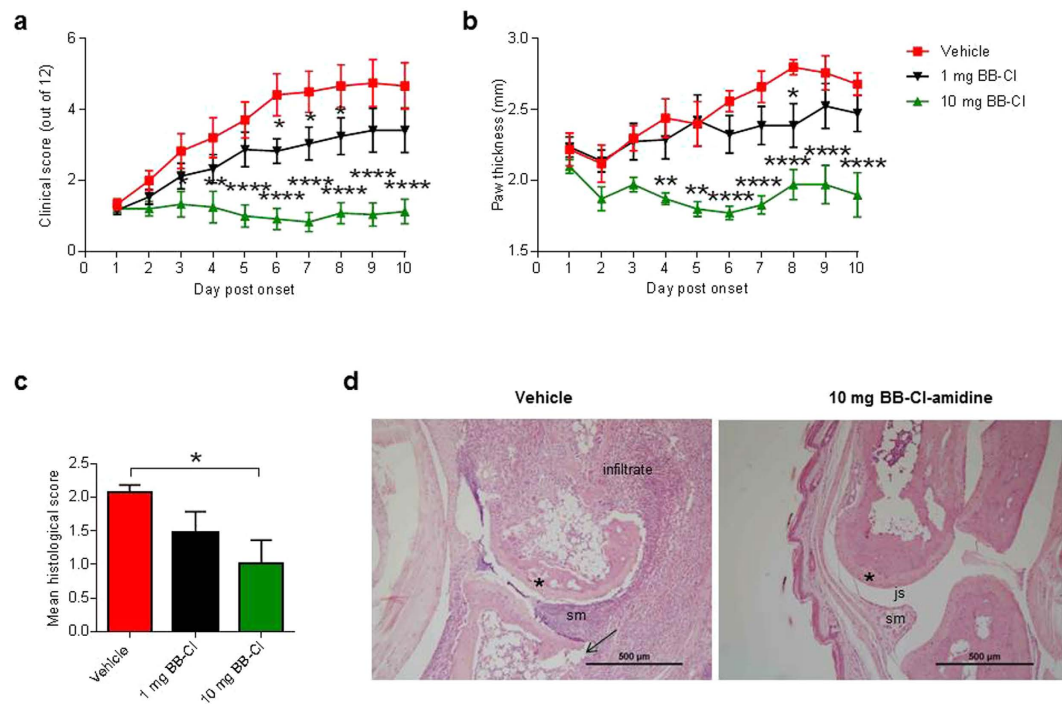 a
Clinical score (out of 12)
6
4
2
0
* * *
* ** **** **** **** **** **** ****
0 1 2 3 4 5 6 7 8 9 10
Day post onset
b
Paw thickness (mm)
3.0
2.5
2.0
1.5
*
** ** **** **** **** **** ****
0 1 2 3 4 5 6 7 8 9 10
Day post onset
Vehicle
1 mg BB-Cl
10 mg BB-Cl
c
Mean histological score
2.5
2.0
1.5
1.0
0.5
0.0
*
Vehicle
1 mg BB-Cl
10 mg BB-Cl
d
Vehicle
infiltrate
*
sm
500 µm
10 mg BB-Cl-amidine
*
js
sm
500 µm